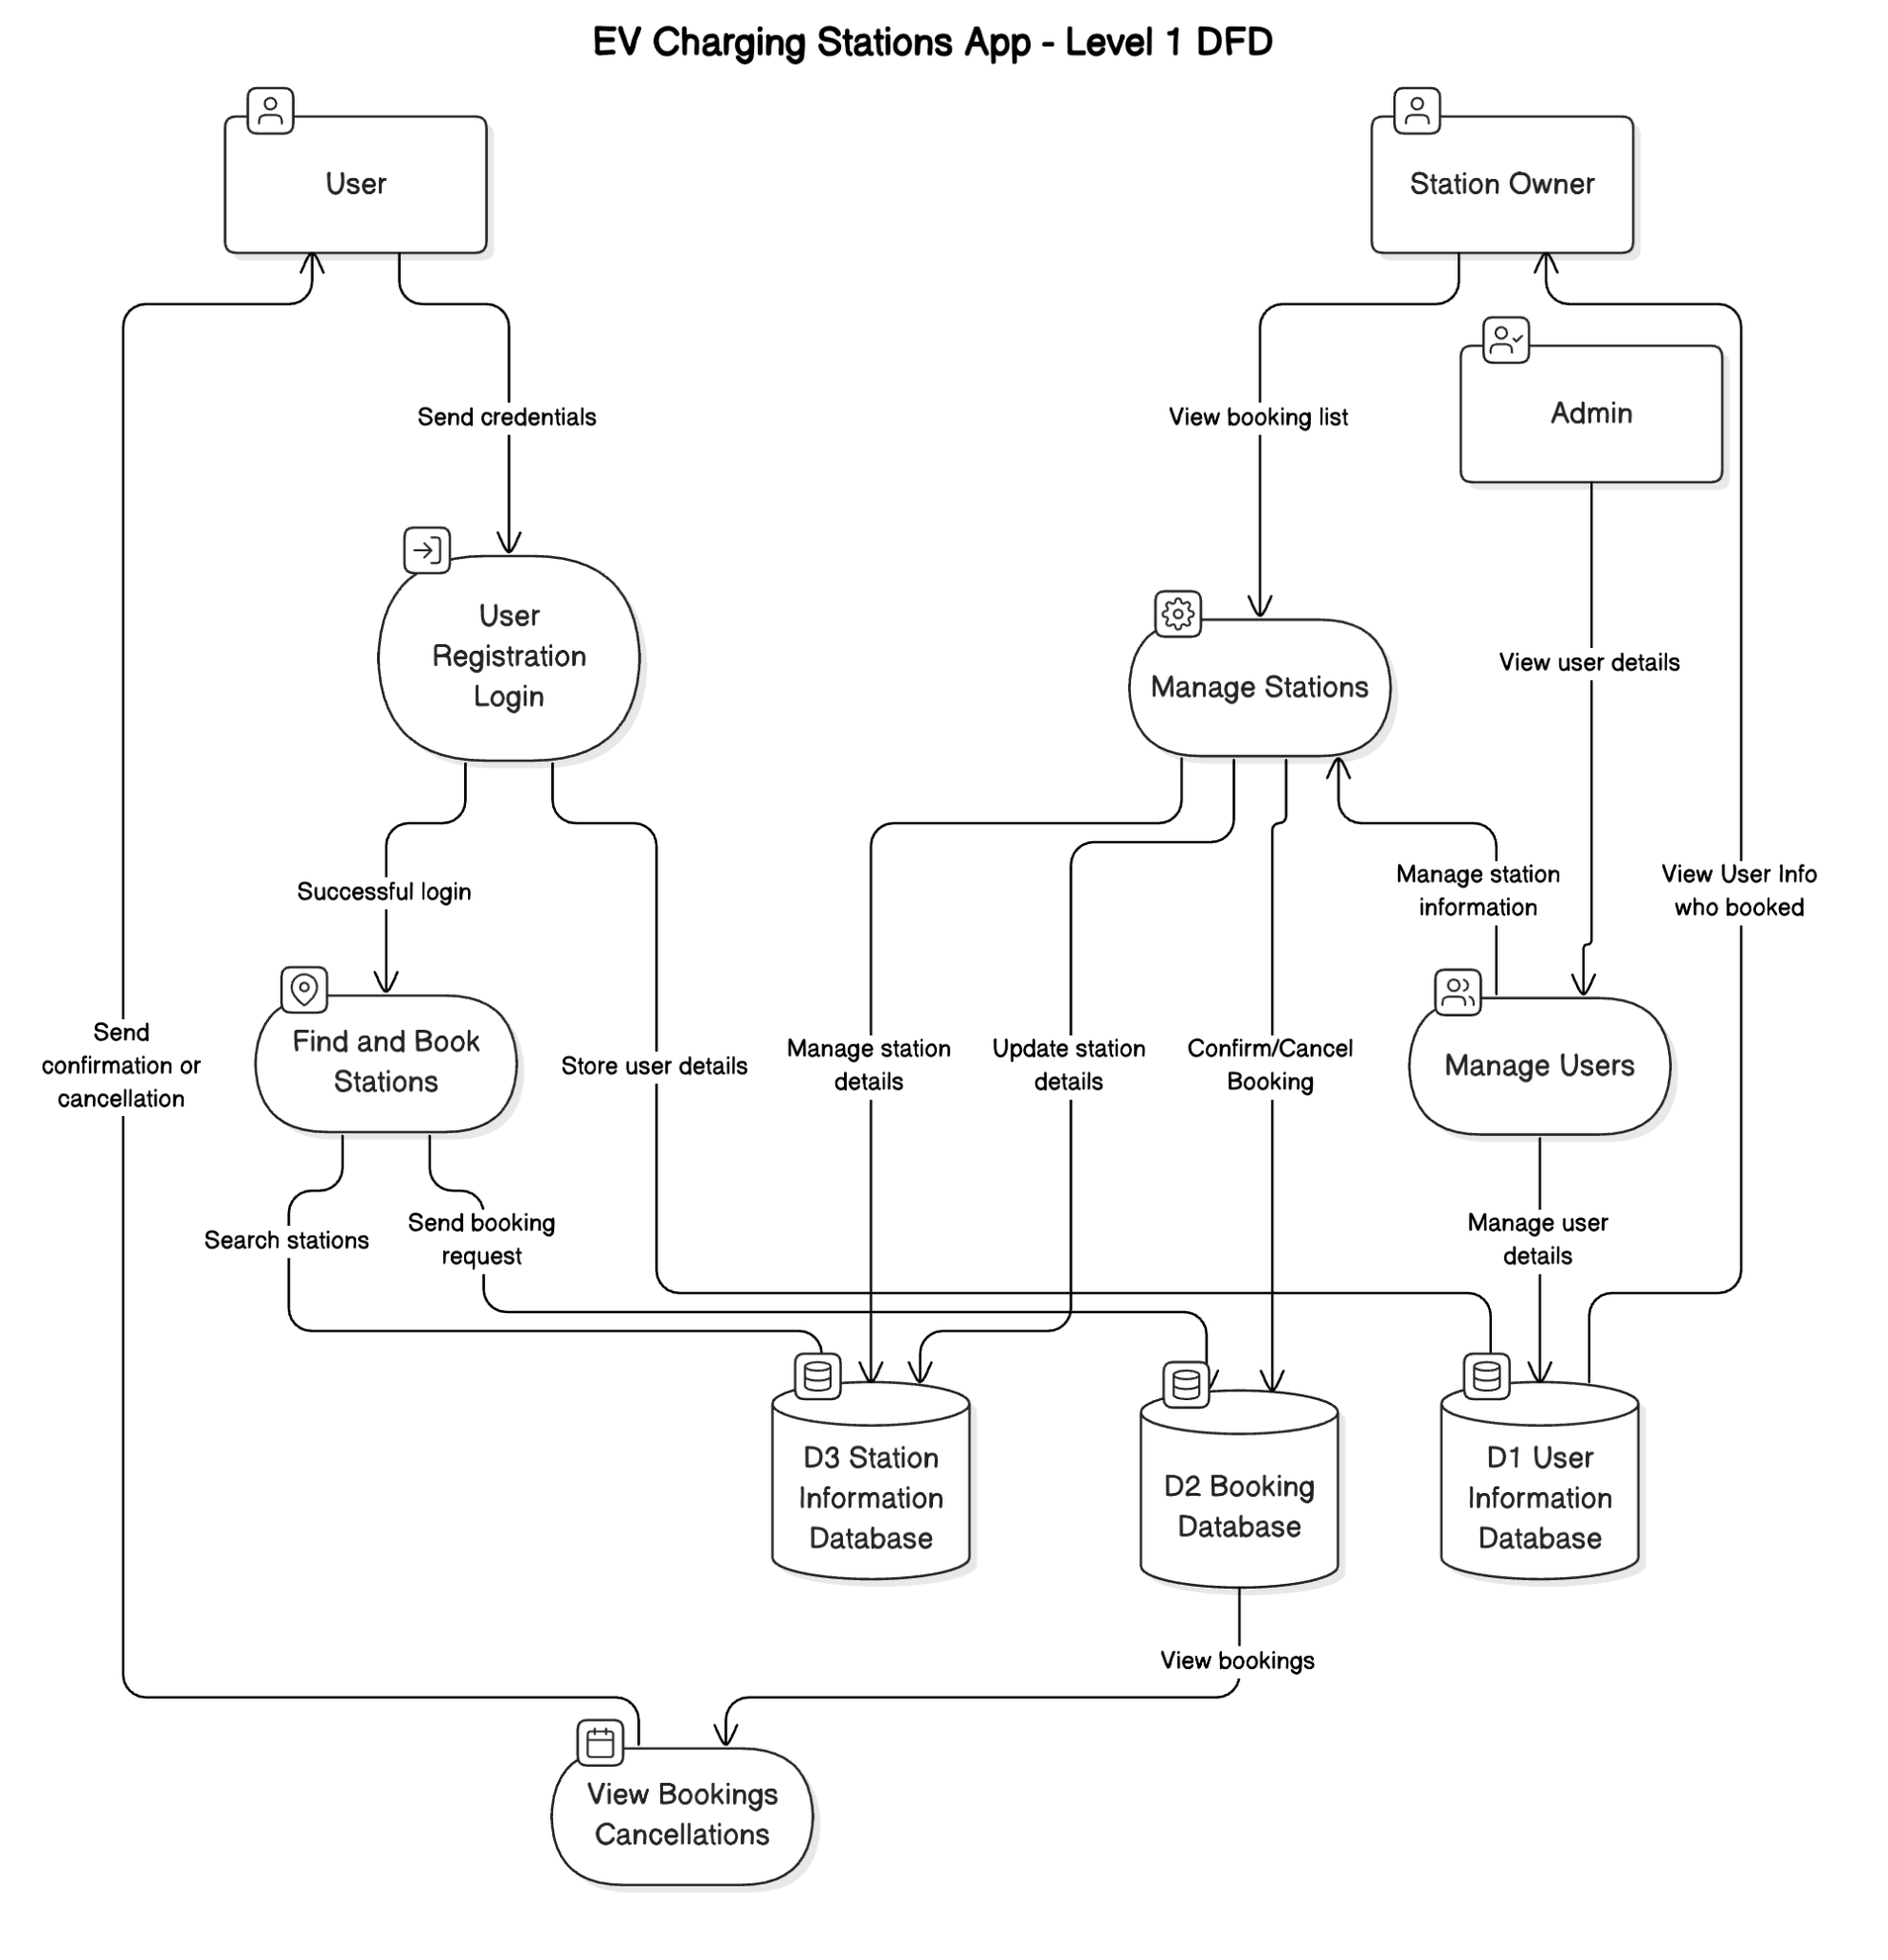 EV Charging Stations App - Level 1 DFD
User
Station Owner
Admin
Send credentials
View booking list
User
Registration
Login
Manage Stations
View user details
Successful login
Manage station
information
View User Info
who booked
Find and Book
Stations
Send
confirmation or
cancellation
Store user details
Manage station
details
Update station
details
Confirm/Cancel
Booking
Manage Users
Search stations
Send booking
request
Manage user
details
D3 Station
Information
Database
D2 Booking
Database
D1 User
Information
Database
View bookings
View Bookings
Cancellations